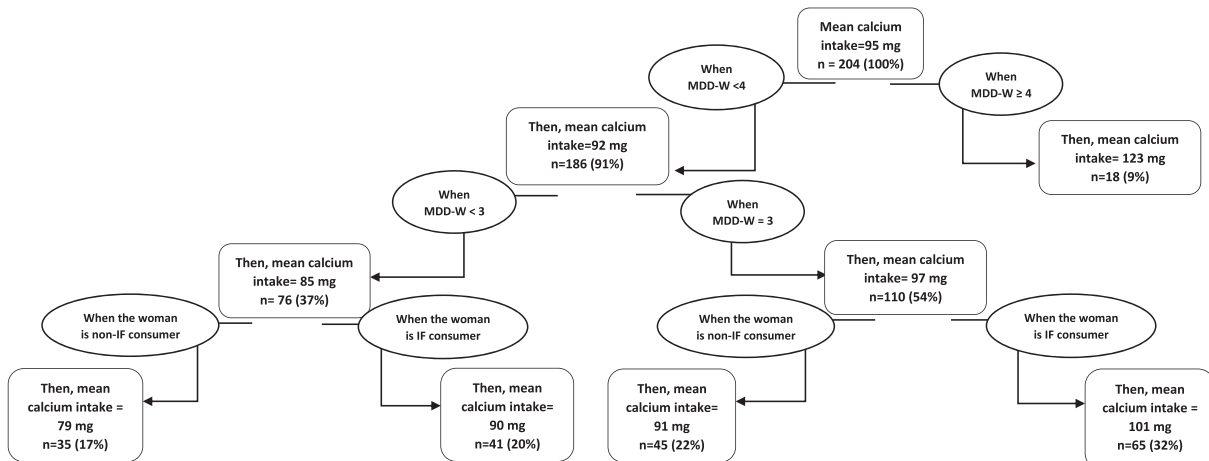 Mean calcium
intake=95 mg
n = 204 (100%)
When
MDD-W <4
When
MDD-W ≥ 4
Then, mean calcium
intake=92 mg
n=186 (91%)
Then, mean calcium
intake= 123 mg
n=18 (9%)
When
MDD-W < 3
When
MDD-W = 3
Then, mean calcium
intake= 85 mg
n= 76 (37%)
Then, mean calcium
intake= 97 mg
n=110 (54%)
When the woman
is non-IF consumer
When the woman
is IF consumer
When the woman
is non-IF consumer
When the woman
is IF consumer
Then, mean
calcium intake =
79 mg
n=35 (17%)
Then, mean
calcium intake=
90 mg
n=41 (20%)
Then, mean
calcium intake=
91 mg
n=45 (22%)
Then, mean
calcium intake =
101 mg
n=65 (32%)